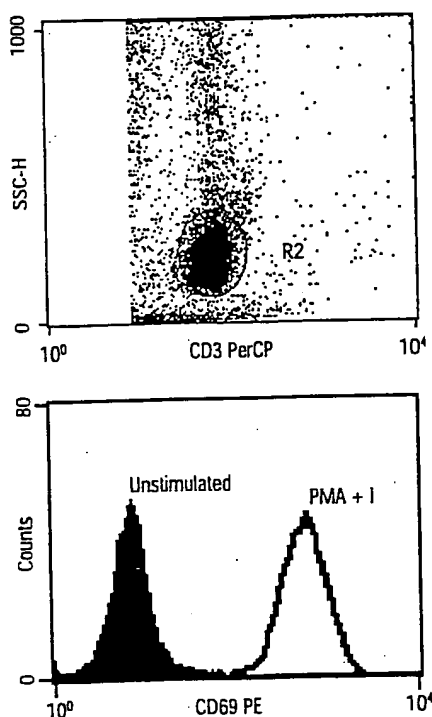 1000
SSC-H
R2
0
10⁰
CD3 PerCP
10⁴
80
Unstimulated
PMA + I
Counts
0
10⁰
CD69 PE
10⁴